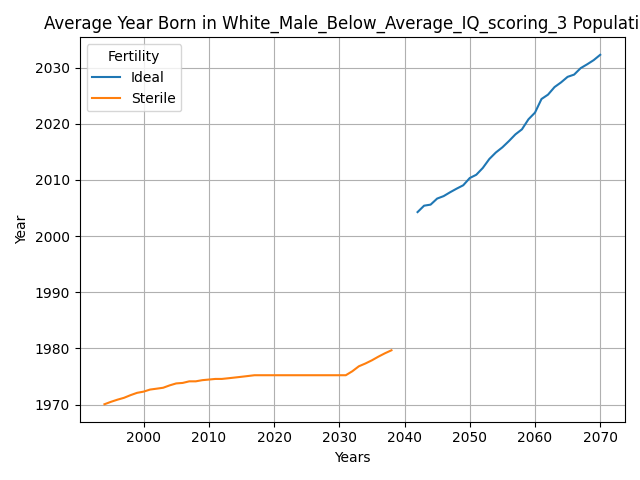 Average Year Born in White_Male_Below_Average_IQ_scoring_3 Populati
Fertility
Ideal
Sterile
2030
2020
2010
2000
1990
1980
1970
Year
2000 2010 2020 2030 2040 2050 2060 2070
Years